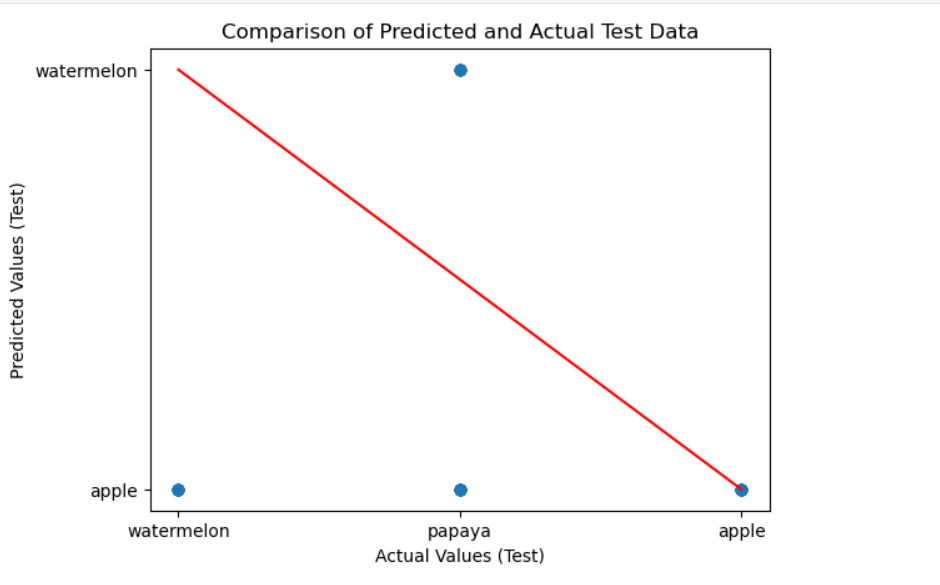 Comparison of Predicted and Actual Test Data
watermelon
Predicted Values (Test)
apple
watermelon papaya apple
Actual Values (Test)